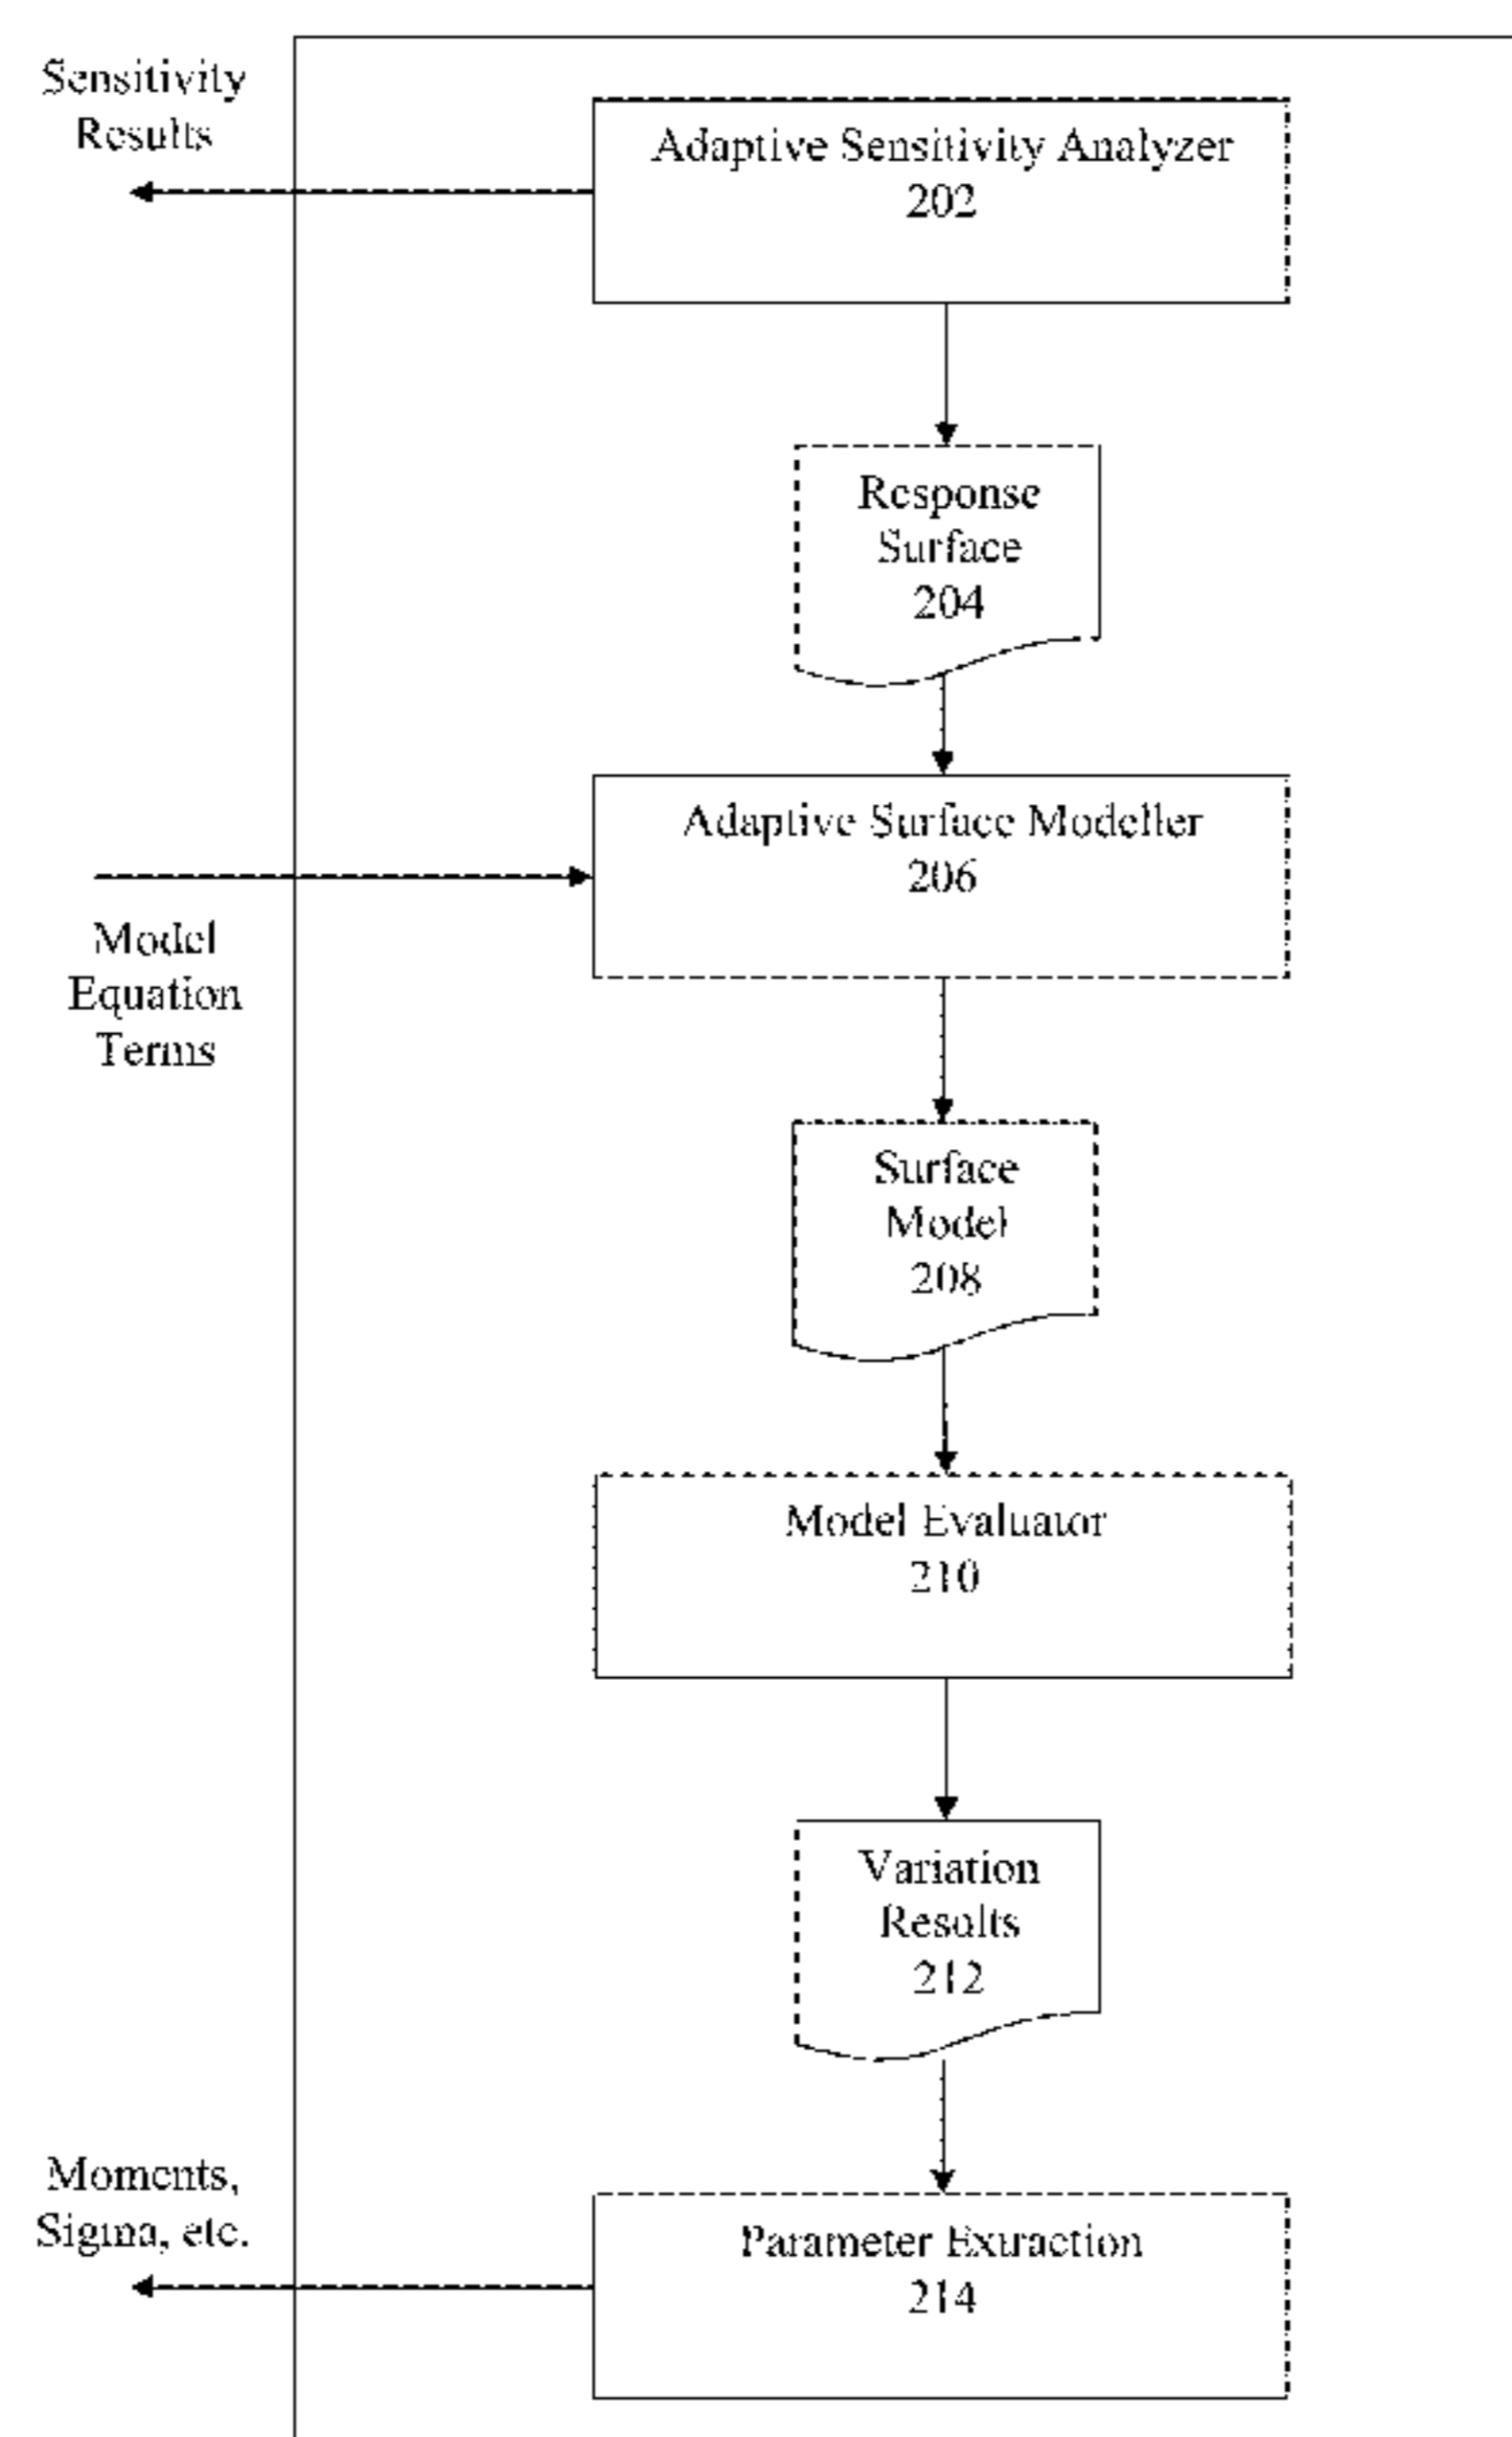 Sensitivity
Results
Adaptive Sensitivity Analyzer
202
Response
Surface
204
Adaptive Surface Modeller
206
Model
Equation
Terms
Surface
Model
208
Model Evaluator
210
Variation
Results
212
Moments,
Sigma, etc.
Parameter Extraction
214